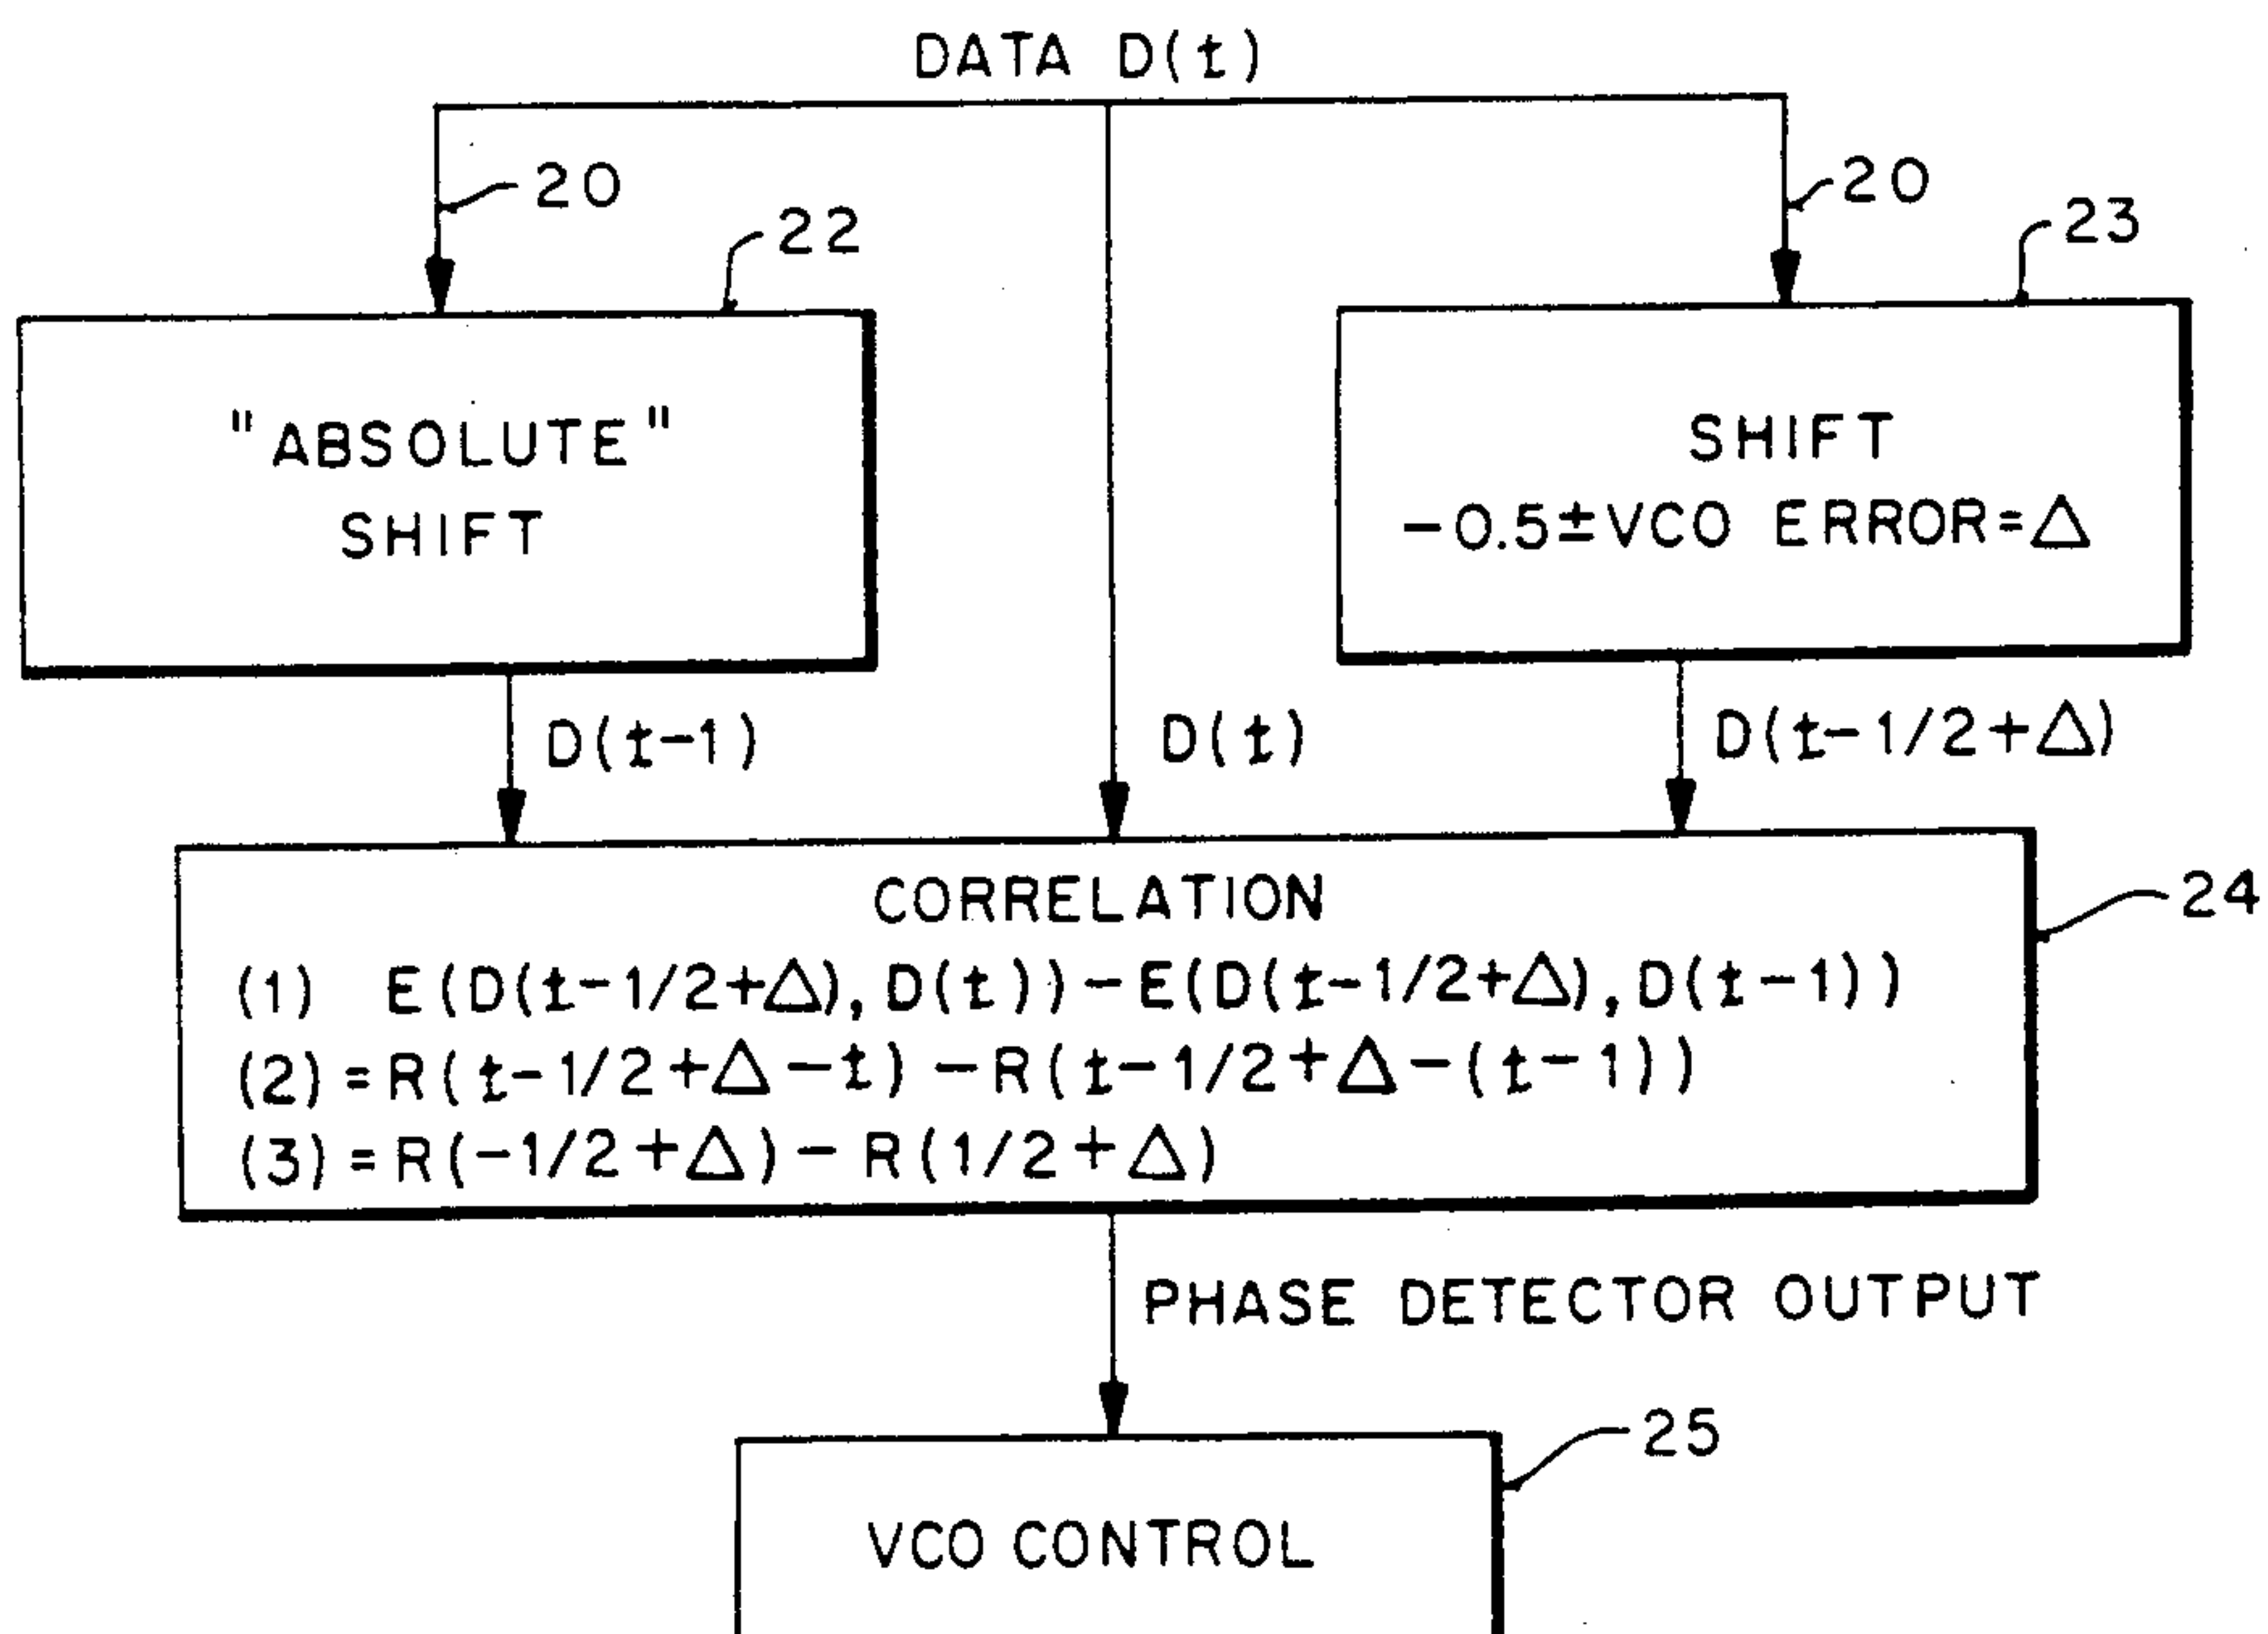 DATA D(t)
20
20
22
23
"ABSOLUTE"
SHIFT
SHIFT
-0.5±VCO ERROR=△
D(t-1)
D(t)
D(t-1/2+△)
CORRELATION
24
(1) E(D(t-1/2+△),D(t))-E(D(t-1/2+△),D(t-1))
(2)=R(t-1/2+△-t)-R(t-1/2+△-(t-1))
(3)=R(-1/2+△)-R(1/2+△)
PHASE DETECTOR OUTPUT
25
VCO CONTROL